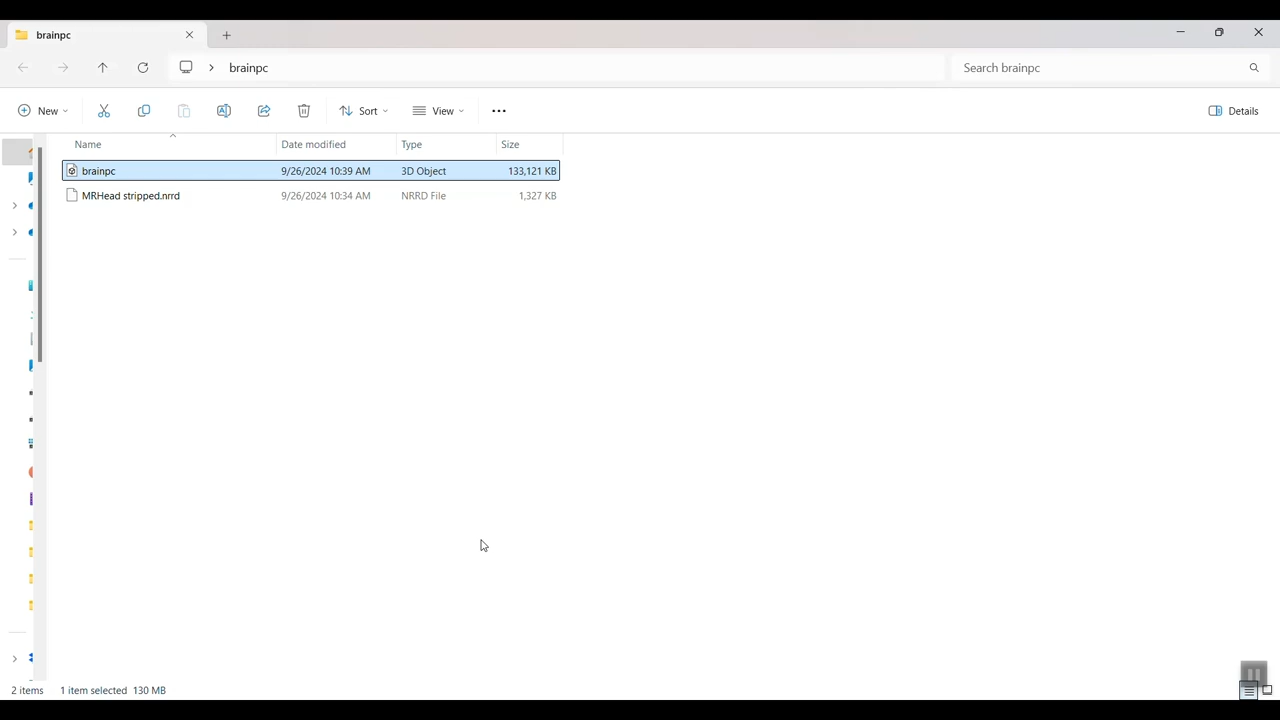 brainpc
brainpc
Search brainpc
New
Sort
View
Details
Name Date modified Type Size
brainpc 9/26/2024 10:39 AM 3D Object 133,121 KB
MRHead stripped.nrrd 9/26/2024 10:34 AM NRRD File 1,327 KB
2 items 1 item selected 130 MB